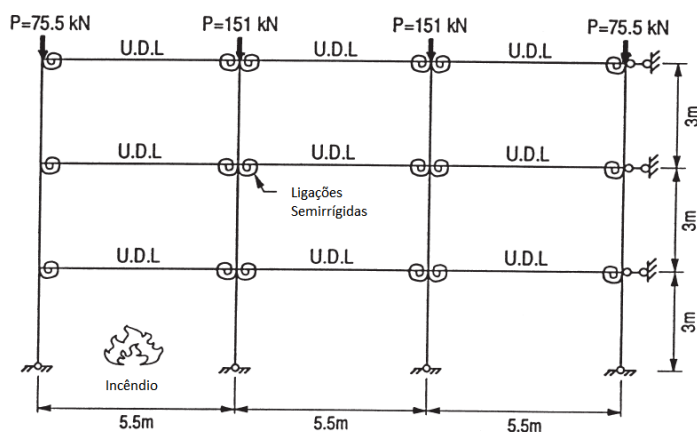 P=75.5 kN P=151 kN P=151 kN P=75.5 kN
U.D.L U.D.L U.D.L
3m
U.D.L U.D.L U.D.L
Ligações
Semirrígidas
3m
U.D.L U.D.L U.D.L
3m
Incêndio
5.5m 5.5m 5.5m